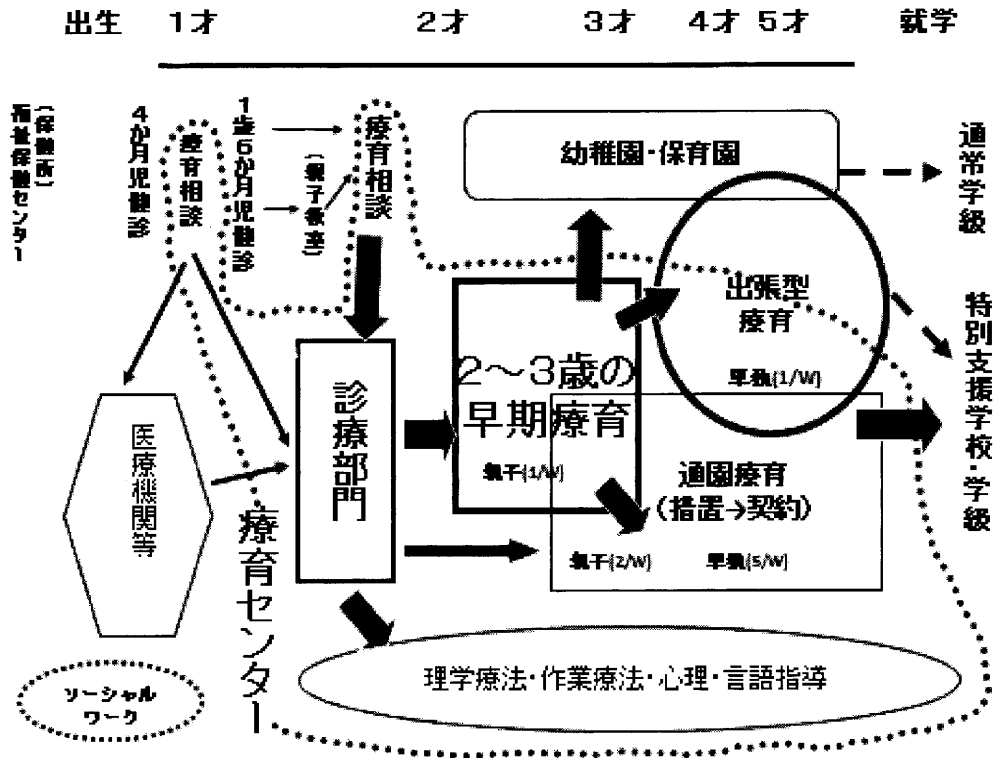 出生 1才 2才 3才 4才 5才 就学
（保健所）
福祉保健センター
4か月児健診
療育相談
1歳6か月児健診
（親子教室）
療育相談
幼稚園・保育園
通常学級
出張型
療育
早期(1/W)
特別支援学校・学級
2～3歳の
早期療育
親子(1/W)
診療部門
医療機関等
通園療育
（措置→契約）
親子(2/W) 
療育センター
理学療法・作業療法・心理・言語指導
ソーシャル
ワーク